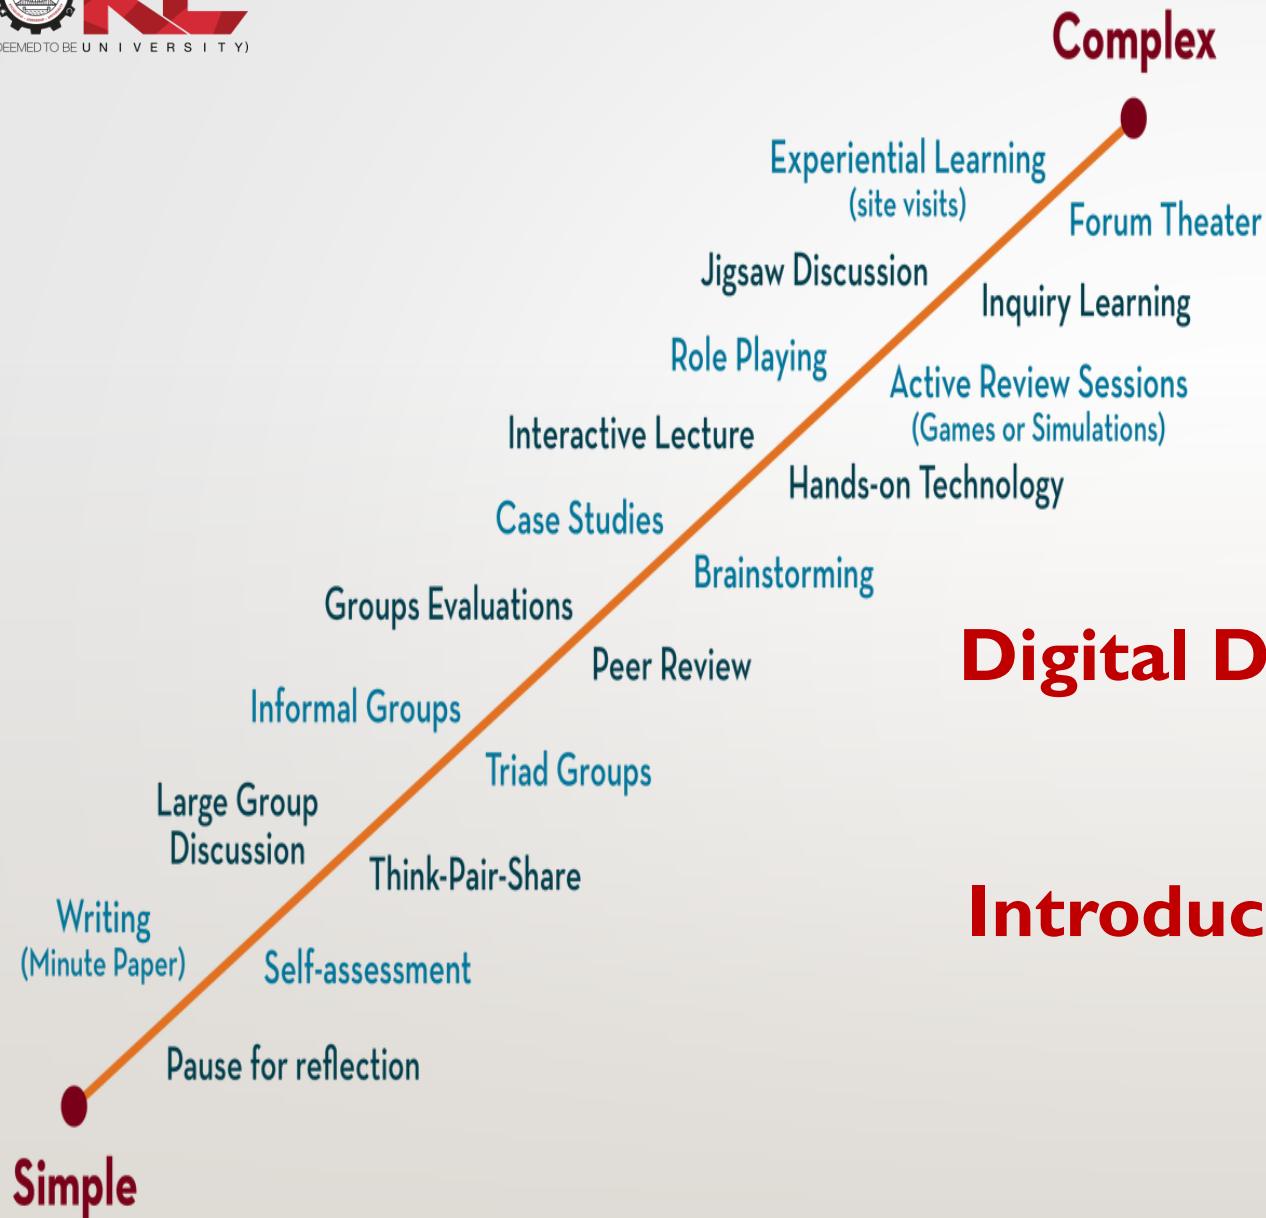 (DEEMED TO BE UNIVERSITY)
Complex
Experiential Learning
(site visits)
Forum Theater
Jigsaw Discussion
Inquiry Learning
Role Playing
Active Review Sessions
(Games or Simulations)
Interactive Lecture
Hands-on Technology
Case Studies
Brainstorming
Groups Evaluations
Peer Review
Digital D
Informal Groups
Triad Groups
Large Group
Discussion
Think-Pair-Share
Introduc
Writing
(Minute Paper)
Self-assessment
Pause for reflection
Simple